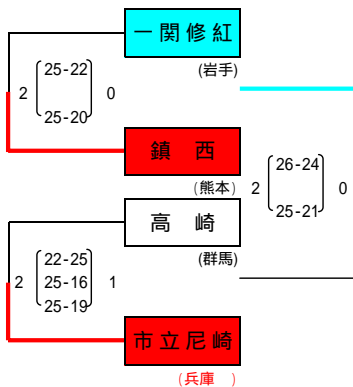 一関修紅
(岩手)
25-22
2 0
25-20
鎮 西
(熊本)
26-24
2 0
25-21
高 崎
(群馬)
22-25
2 25-16 1
25-19
市立尼崎
(兵庫 )